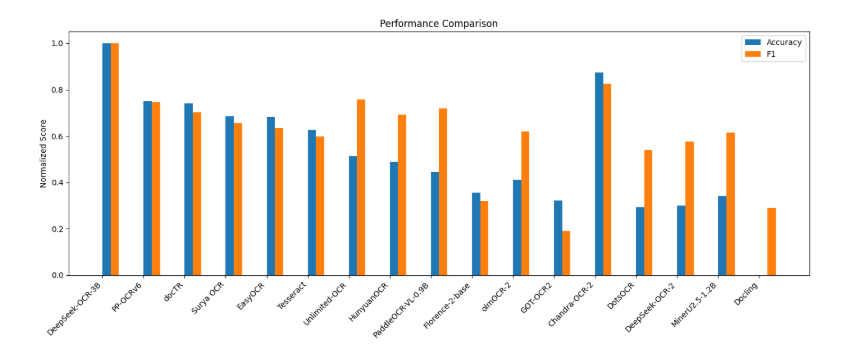 Performance Comparison
Accuracy
F1
Normalized Score
1.0
0.8
0.6
0.4
0.2
0.0
DeepSeek-OCR-3B
PP-OCRv6
docTR
Surya OCR
EasyOCR
Tesseract
Unlimited-OCR
HunyuanOCR
PaddleOCR-VL-0.9B
Florence-2-base
olmOCR-2
GOT-OCR2
Chandra-OCR-2
DotsOCR
DeepSeek-OCR-2
MinerU2.5-1.2B
Docling